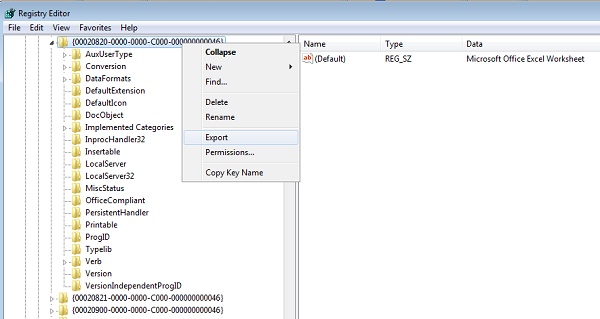 Registry Editor
File Edit View Favorites Help
{00020820-0000-0000-C000-000000000046}
AuxUserType
Conversion
DataFormats
DefaultExtension
DefaultIcon
DocObject
Implemented Categories
InprocHandler32
Insertable
LocalServer
LocalServer32
MiscStatus
OfficeCompliant
PersistentHandler
Printable
ProgID
Typelib
Verb
Version
VersionIndependentProgID
{00020821-0000-0000-C000-000000000046}
{00020900-0000-0000-C000-000000000046}
Collapse
New
Find...
Delete
Rename
Export
Permissions...
Copy Key Name
Name Type Data
ab (Default) REG_SZ Microsoft Office Excel Worksheet